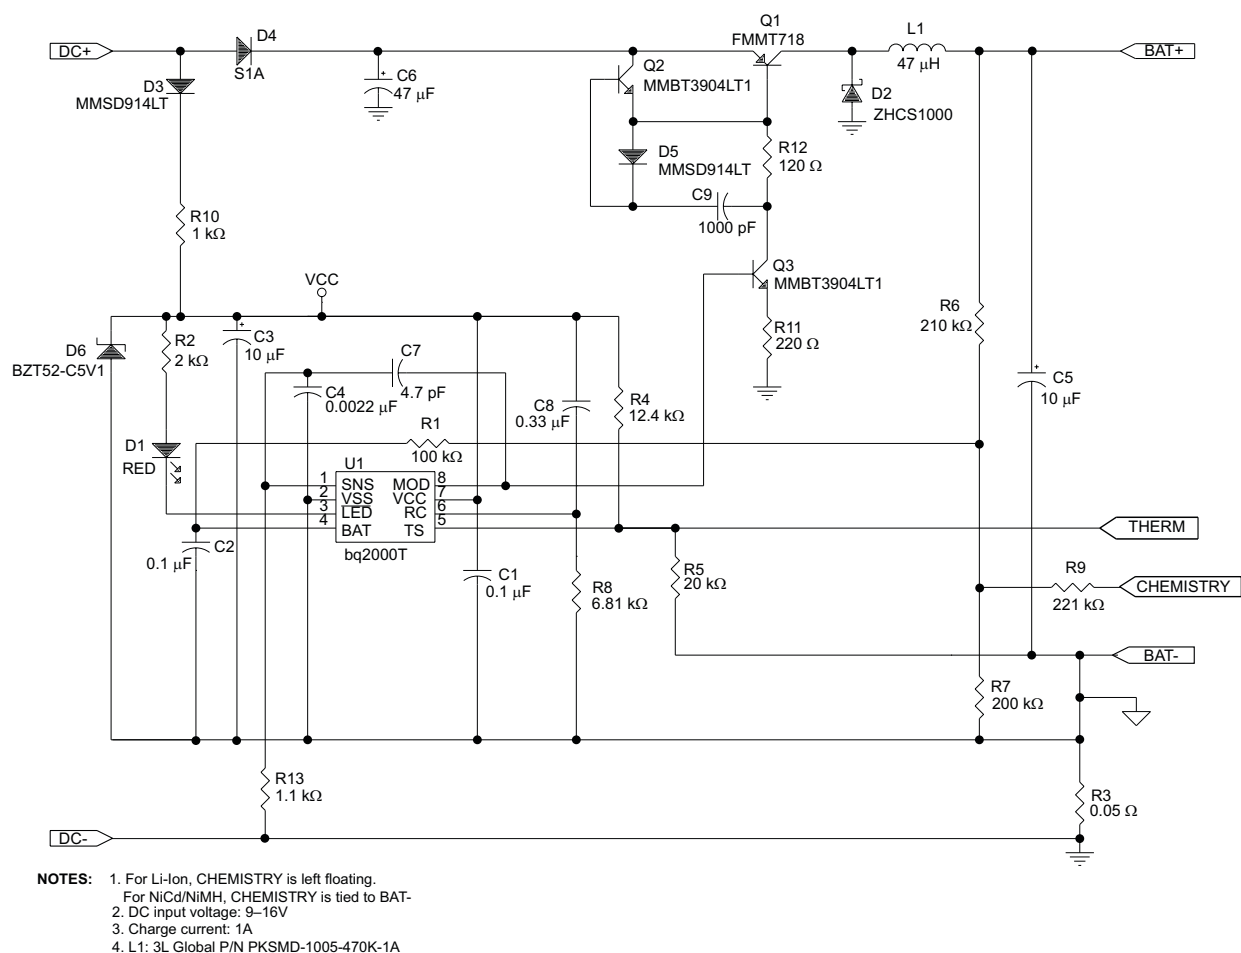 DC+
D4
S1A
D3
MMSD914LT
C6
+
47 μF
Q2
MMBT3904LT1
Q1
FMMT718
L1
47 μH
BAT+
D2
ZHCS1000
D5
MMSD914LT
R12
120 Ω
C9
1000 pF
R10
1 kΩ
Q3
MMBT3904LT1
VCC
R11
220 Ω
R6
210 kΩ
D6
BZT52-C5V1
R2
2 kΩ
+
C3
10 μF
C7
4.7 pF
C4
0.0022 μF
C8
0.33 μF
R4
12.4 kΩ
+
C5
10 μF
D1
RED
R1
100 kΩ
U1
1 SNS MOD 8
2 VSS VCC 7
3 LED RC 6
4 BAT TS 5
bq2000T
THERM
C2
0.1 μF
C1
0.1 μF
R8
6.81 kΩ
R5
20 kΩ
R9
221 kΩ
CHEMISTRY
BAT-
R7
200 kΩ
R13
1.1 kΩ
R3
0.05 Ω
DC-
NOTES: 1. For Li-Ion, CHEMISTRY is left floating.
For NiCd/NiMH, CHEMISTRY is tied to BAT-
2. DC input voltage: 9–16V
3. Charge current: 1A
4. L1: 3L Global P/N PKSMD-1005-470K-1A